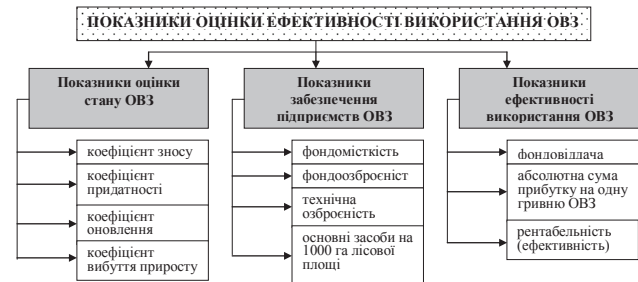 ПОКАЗНИКИ ОЦІНКИ ЕФЕКТИВНОСТІ ВИКОРИСТАННЯ ОВЗ
Показники оцінки
стану ОВЗ
коефіцієнт зносу
коефіцієнт
придатності
коефіцієнт
оновлення
коефіцієнт
вибуття приросту
Показники
забезпечення
підприємств ОВЗ
фондомісткість
фондоозброєніст
технічна
озброєність
основні засоби на
1000 га лісової
площі
Показники
ефективності
використання ОВЗ
фондовіддача
абсолютна сума
прибутку на одну
гривню ОВЗ
рентабельність
(ефективність)